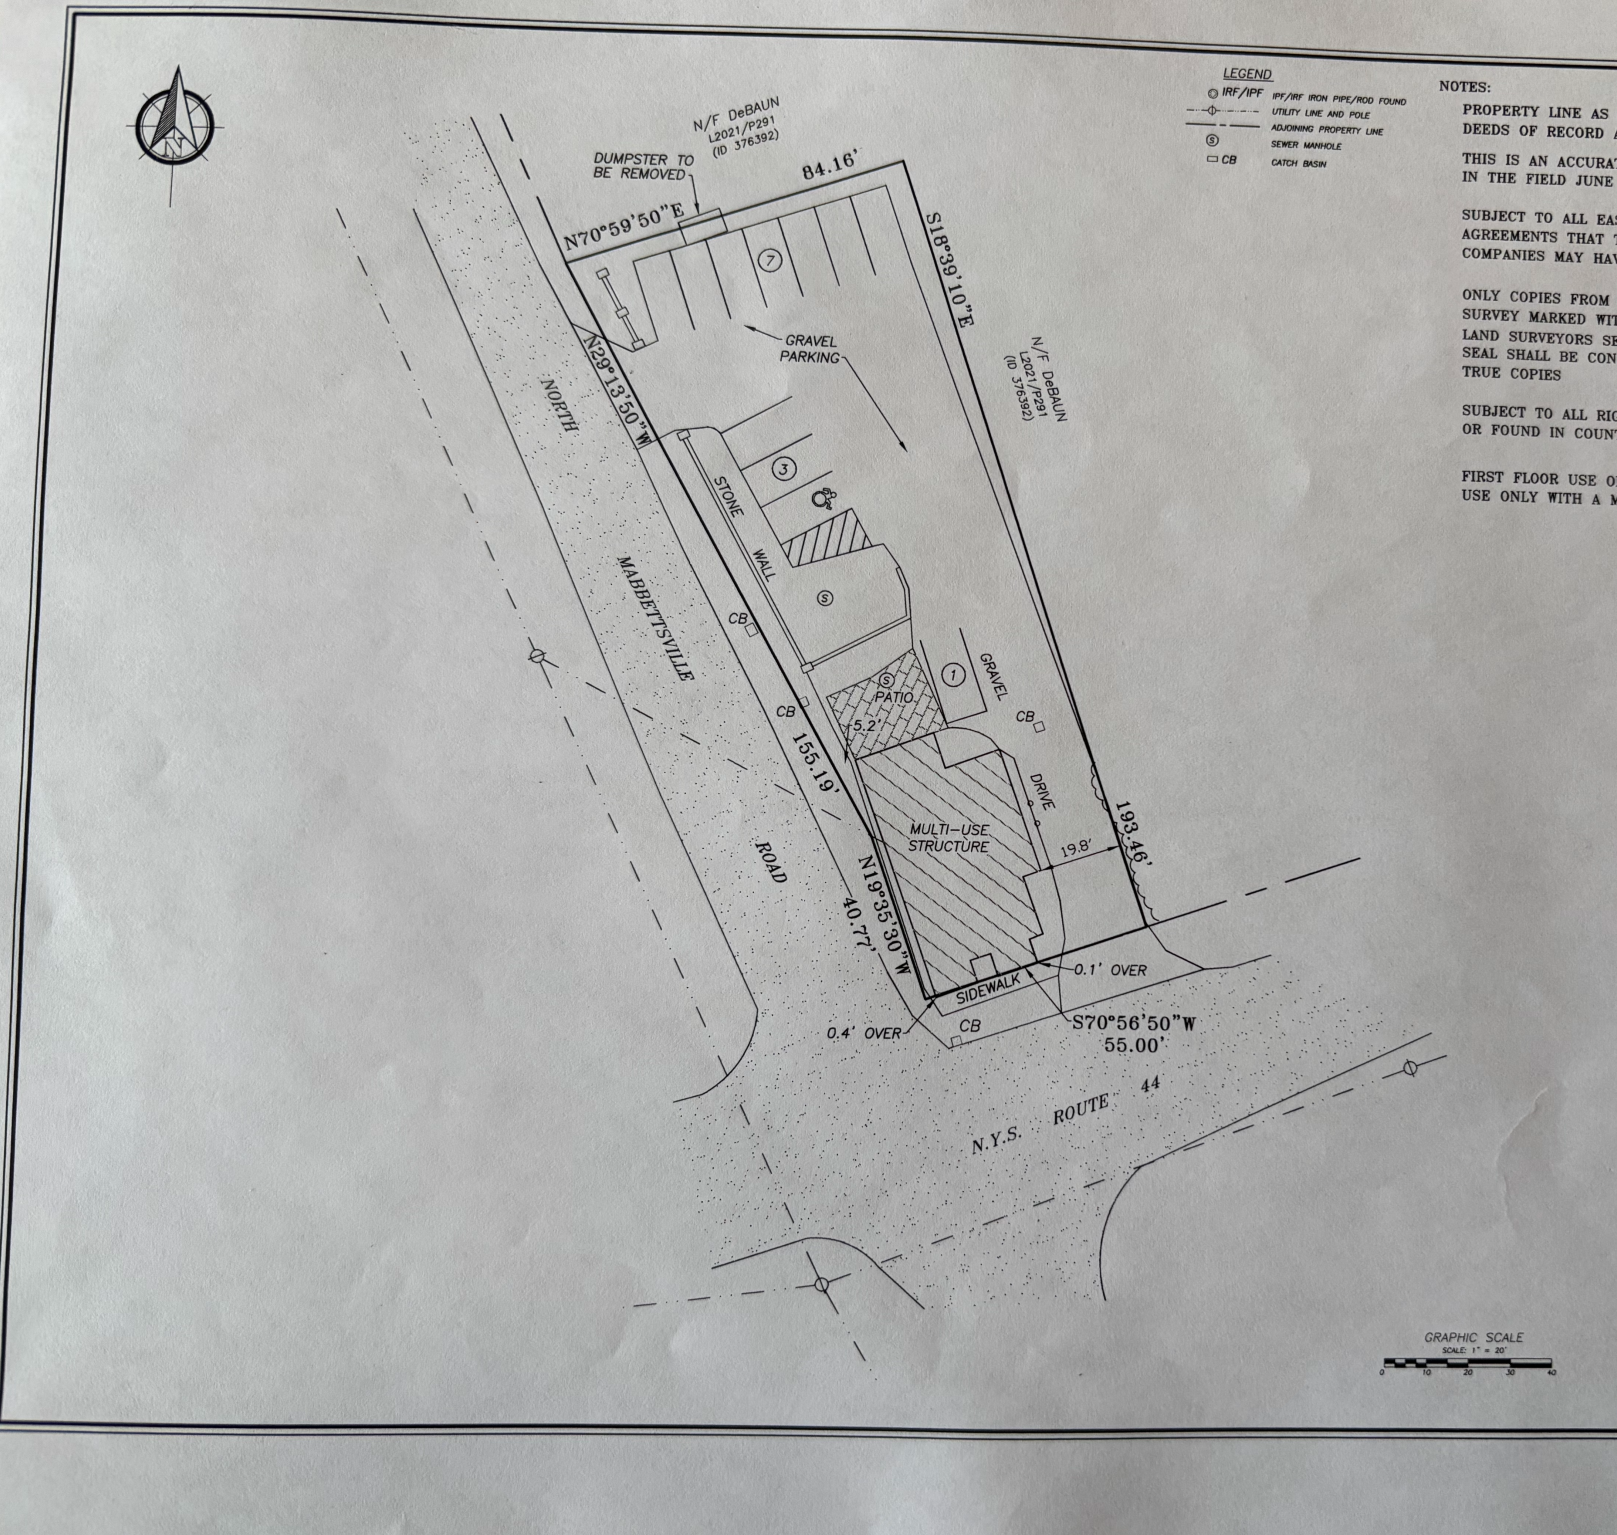 N
LEGEND
IRF/IPF IPF/IRF IRON PIPE/ROD FOUND
UTILITY LINE AND POLE
ADJOINING PROPERTY LINE
S SEWER MANHOLE
CB CATCH BASIN
NOTES:
PROPERTY LINE AS
DEEDS OF RECORD
THIS IS AN ACCURAT
IN THE FIELD JUNE
SUBJECT TO ALL EAS
AGREEMENTS THAT
COMPANIES MAY HAV
ONLY COPIES FROM
SURVEY MARKED WIT
LAND SURVEYORS SE
SEAL SHALL BE CON
TRUE COPIES
SUBJECT TO ALL RIG
OR FOUND IN COUNT
FIRST FLOOR USE O
USE ONLY WITH A M
N/F DeBAUN
L2021/P291
(ID 376392)
DUMPSTER TO
BE REMOVED
84.16'
N70°59'50"E
S18°39'10"E
7
GRAVEL
PARKING
N/F DeBAUN
L2021/P291
(ID 376392)
N29°13'50"W
NORTH
MABBETTSVILLE
ROAD
3
STONE
WALL
S
CB
CB
155.19'
S
PATIO
5.2'
1
GRAVEL
DRIVE
CB
MULTI-USE
STRUCTURE
19.8'
193.46'
N19°35'30"W
40.77'
SIDEWALK
0.1' OVER
0.4' OVER
CB
S70°56'50"W
55.00'
N.Y.S. ROUTE 44
GRAPHIC SCALE
SCALE: 1" = 20'
0 10 20 30 40